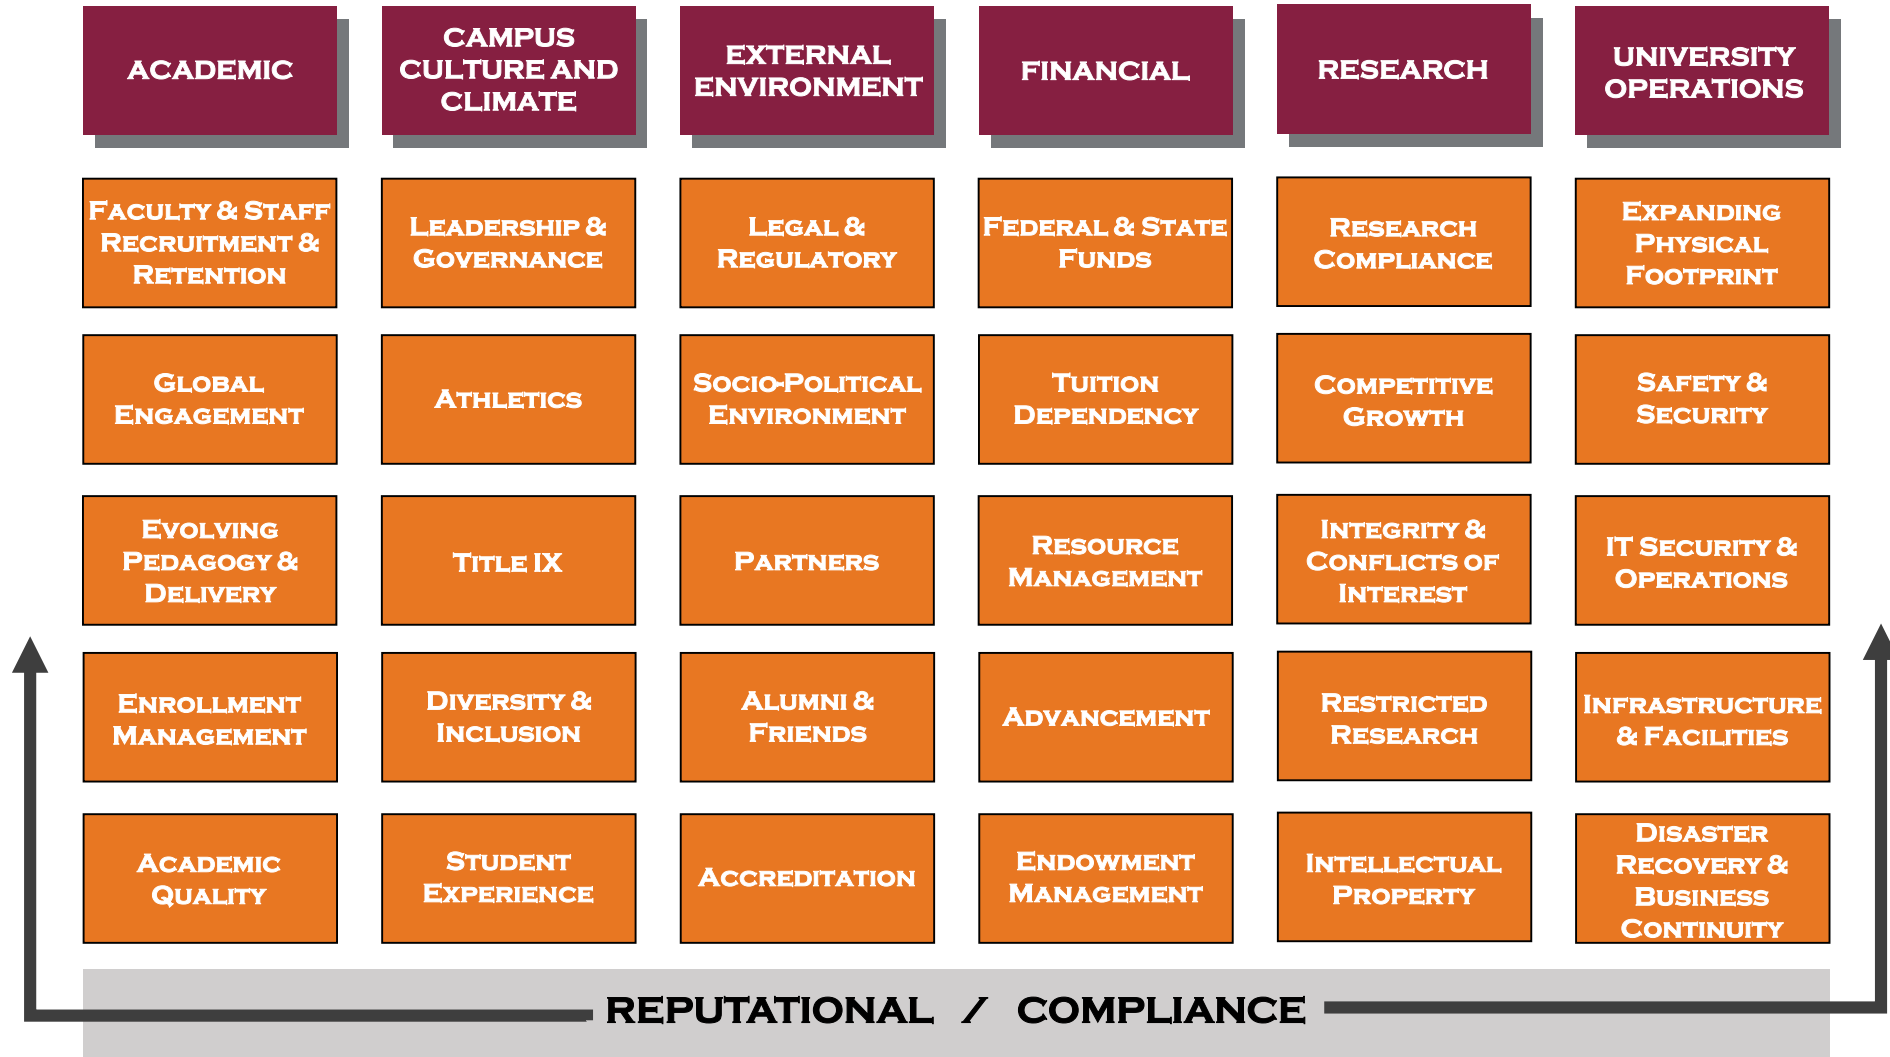 ACADEMIC
CAMPUS
CULTURE AND
CLIMATE
EXTERNAL
ENVIRONMENT
FINANCIAL
RESEARCH
UNIVERSITY
OPERATIONS
FACULTY & STAFF
RECRUITMENT &
RETENTION
LEADERSHIP &
GOVERNANCE
LEGAL &
REGULATORY
FEDERAL & STATE
FUNDS
RESEARCH
COMPLIANCE
EXPANDING
PHYSICAL
FOOTPRINT
GLOBAL
ENGAGEMENT
ATHLETICS
SOCIO-POLITICAL
ENVIRONMENT
TUITION
DEPENDENCY
COMPETITIVE
GROWTH
SAFETY &
SECURITY
EVOLVING
PEDAGOGY &
DELIVERY
TITLE IX
PARTNERS
RESOURCE
MANAGEMENT
INTEGRITY &
CONFLICTS OF
INTEREST
IT SECURITY &
OPERATIONS
ENROLLMENT
MANAGEMENT
DIVERSITY &
INCLUSION
ALUMNI &
FRIENDS
ADVANCEMENT
RESTRICTED
RESEARCH
INFRASTRUCTURE
& FACILITIES
ACADEMIC
QUALITY
STUDENT
EXPERIENCE
ACCREDITATION
ENDOWMENT
MANAGEMENT
INTELLECTUAL
PROPERTY
DISASTER
RECOVERY &
BUSINESS
CONTINUITY
REPUTATIONAL / COMPLIANCE